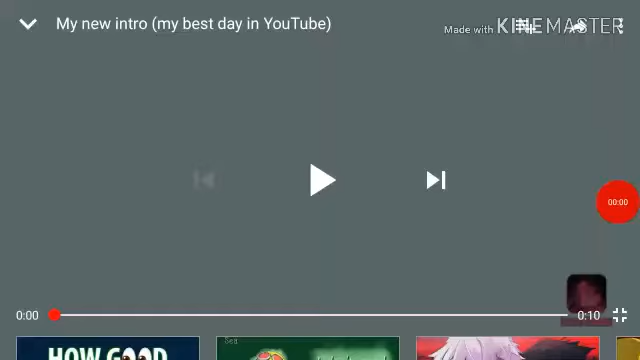 My new intro (my best day in YouTube)
Made with KINEMASTER
00:00
0:00
0:10
HOW GOOD
Sea